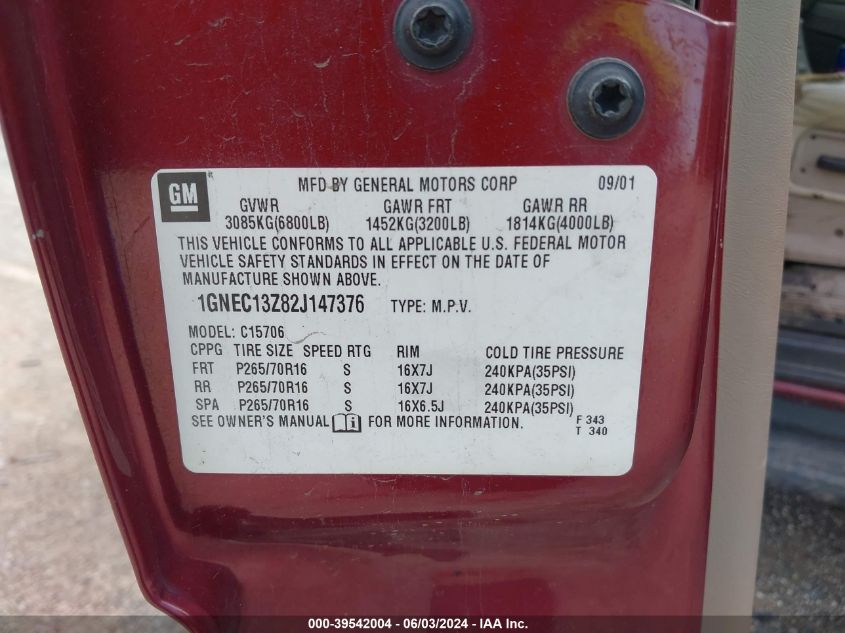 GM MFD BY GENERAL MOTORS CORP 09/01
GVWR GAWR FRT GAWR RR
3085KG(6800LB) 1452KG(3200LB) 1814KG(4000LB)
THIS VEHICLE CONFORMS TO ALL APPLICABLE U.S. FEDERAL MOTOR
VEHICLE SAFETY STANDARDS IN EFFECT ON THE DATE OF
MANUFACTURE SHOWN ABOVE.
1GNEC13Z82J147376 TYPE: M.P.V.
MODEL: C15706
CPPG TIRE SIZE SPEED RTG RIM COLD TIRE PRESSURE
FRT P265/70R16 S 16X7J 240KPA(35PSI)
RR P265/70R16 S 16X7J 240KPA(35PSI)
SPA P265/70R16 S 16X6.5J 240KPA(35PSI)
SEE OWNER'S MANUAL FOR MORE INFORMATION. F 343
T 340
000-39542004 - 06/03/2024 - IAA Inc.